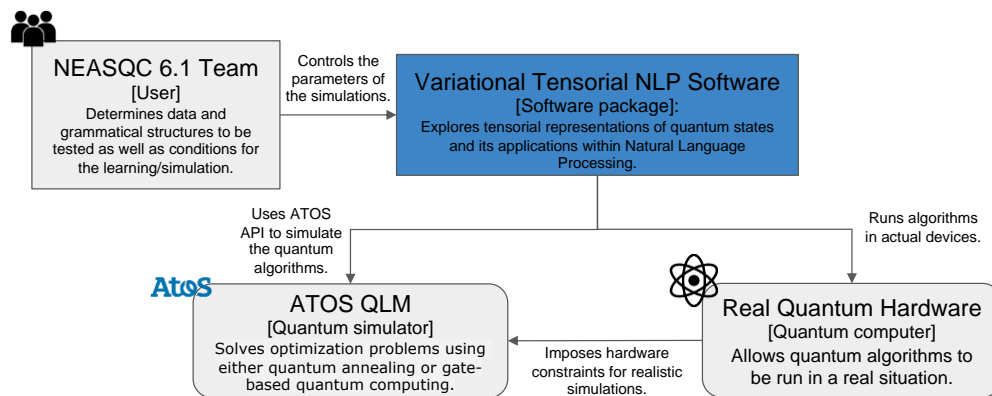 NEASQC 6.1 Team
[User]
Determines data and
grammatical structures to be
tested as well as conditions for
the learning/simulation.
Controls the
parameters of
the simulations.
Variational Tensorial NLP Software
[Software package]:
Explores tensorial representations of quantum states
and its applications within Natural Language
Processing.
Uses ATOS
API to simulate
the quantum
algorithms.
Runs algorithms
in actual devices.
Atos
ATOS QLM
[Quantum simulator]
Solves optimization problems using
either quantum annealing or gate-
based quantum computing.
Imposes hardware
constraints for realistic
simulations.
Real Quantum Hardware
[Quantum computer]
Allows quantum algorithms to
be run in a real situation.